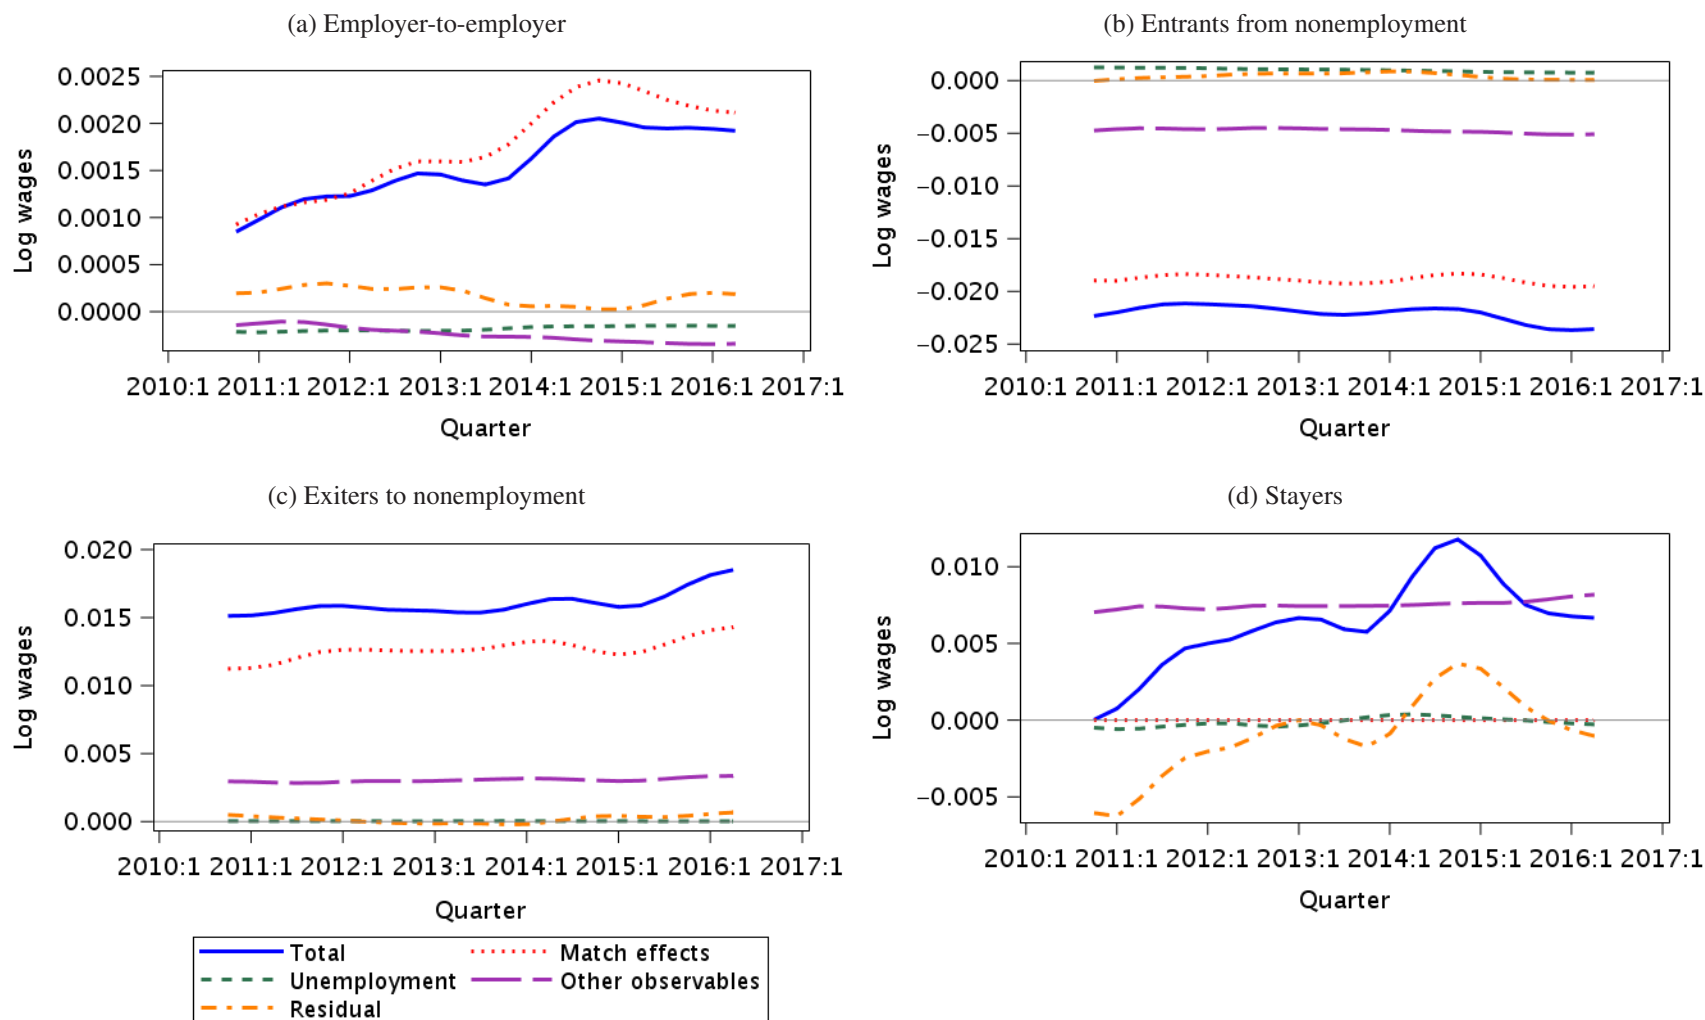 (a) Employer-to-employer
(b) Entrants from nonemployment
Log wages
0.0025
0.0020
0.0015
0.0010
0.0005
0.0000
2010:1 2011:1 2012:1 2013:1 2014:1 2015:1 2016:1 2017:1
Quarter
Log wages
0.000
−0.005
−0.010
−0.015
−0.020
−0.025
2010:1 2011:1 2012:1 2013:1 2014:1 2015:1 2016:1 2017:1
Quarter
(c) Exiters to nonemployment
(d) Stayers
Log wages
0.020
0.015
0.010
0.005
0.000
2010:1 2011:1 2012:1 2013:1 2014:1 2015:1 2016:1 2017:1
Quarter
Log wages
0.010
0.005
0.000
−0.005
2010:1 2011:1 2012:1 2013:1 2014:1 2015:1 2016:1 2017:1
Quarter
Total Match effects
Unemployment Other observables
Residual